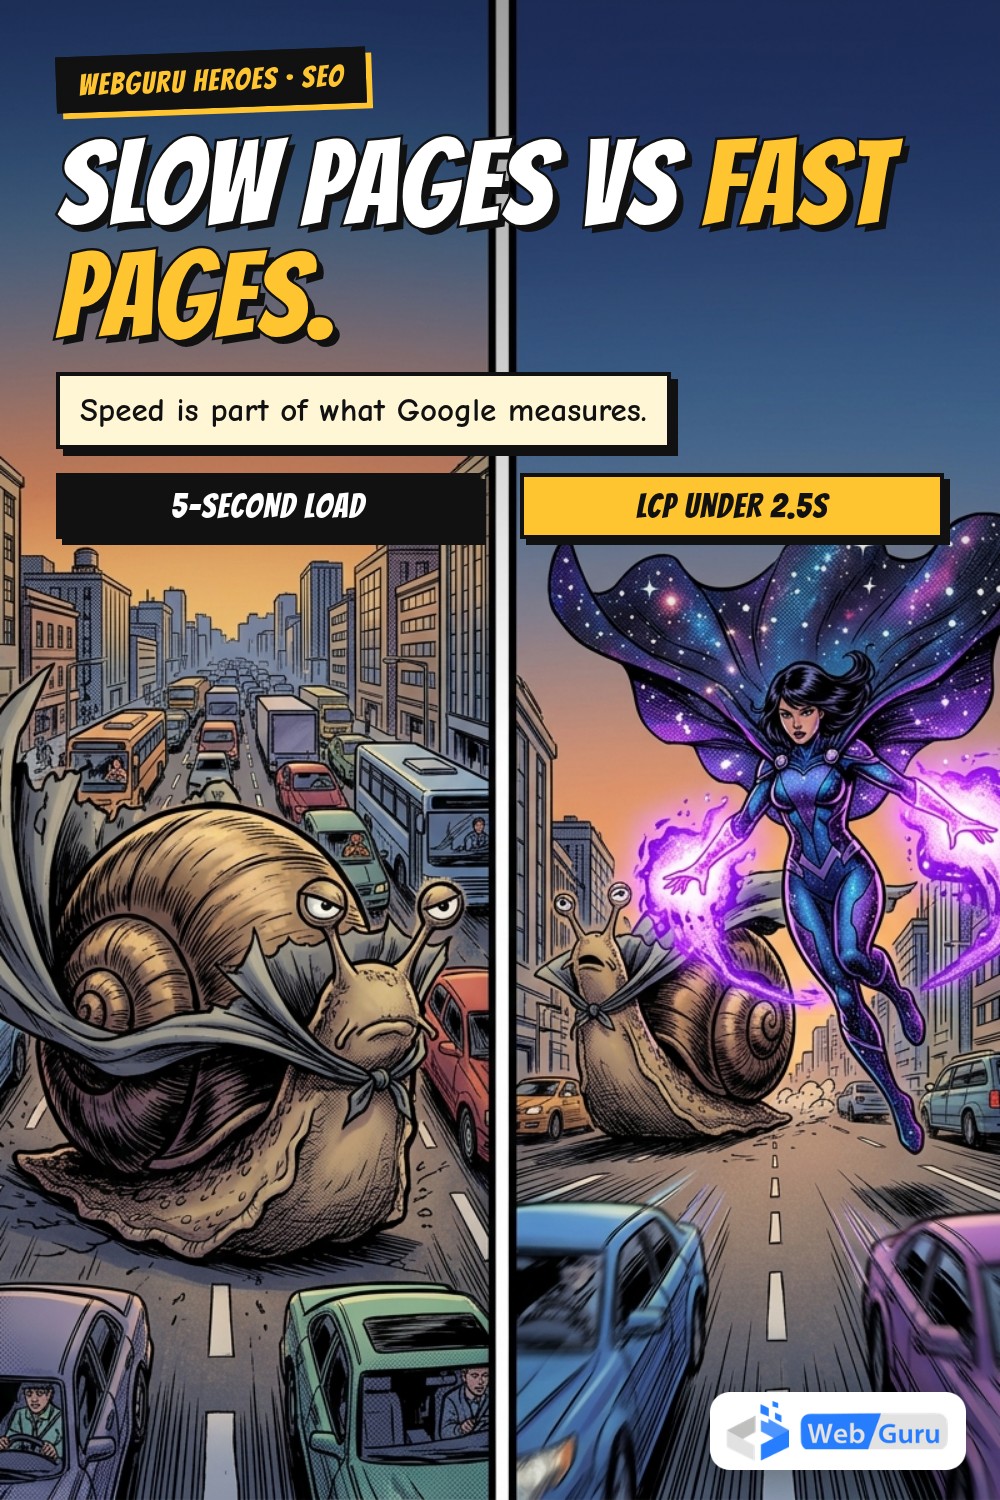 WEBGURU HEROES · SEO
SLOW PAGES VS FAST
PAGES.
Speed is part of what Google measures.
5-SECOND LOAD
LCP UNDER 2.5S
Web Guru